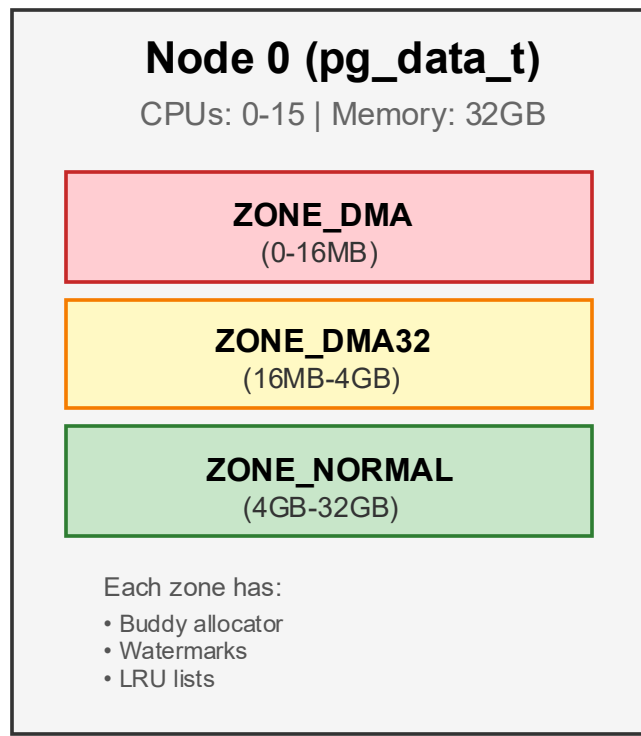 Node 0 (pg_data_t)
CPUs: 0-15 | Memory: 32GB
ZONE_DMA
(0-16MB)
ZONE_DMA32
(16MB-4GB)
ZONE_NORMAL
(4GB-32GB)
Each zone has:
• Buddy allocator
• Watermarks
• LRU lists